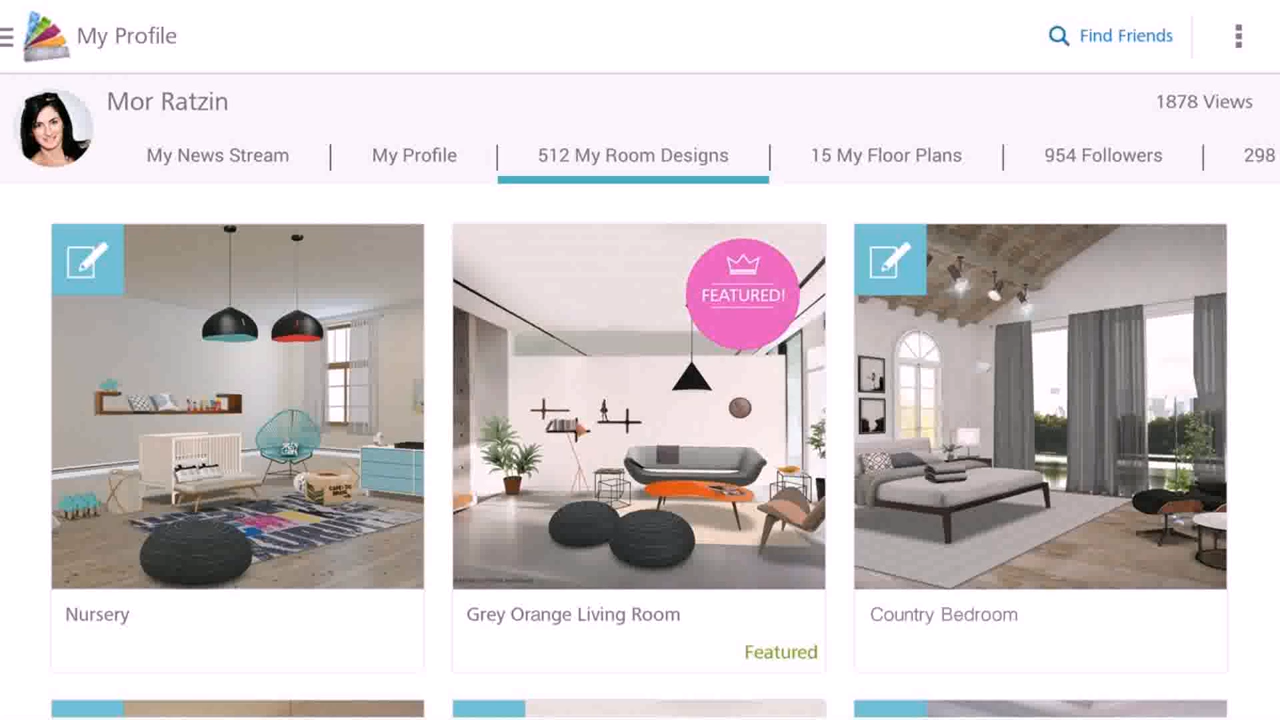 My Profile
Find Friends
Mor Ratzin
1878 Views
My News Stream
My Profile
512 My Room Designs
15 My Floor Plans
954 Followers
298
FEATURED!
Nursery
Grey Orange Living Room
Country Bedroom
Featured